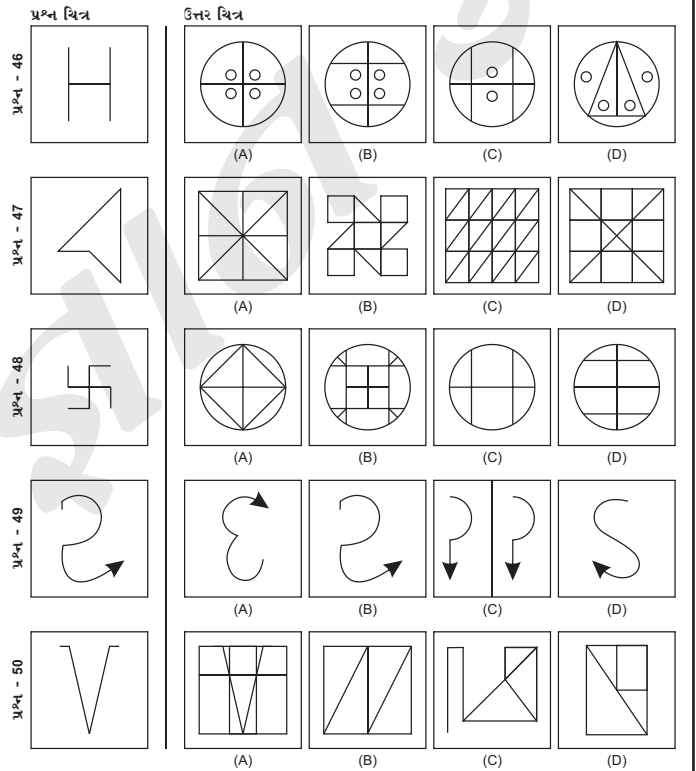 પ્રશ્ન ચિત્ર ઉત્તર ચિત્ર
પ્રશ્ન - 46
(A) (B) (C) (D)
પ્રશ્ન - 47
(A) (B) (C) (D)
પ્રશ્ન - 48
(A) (B) (C) (D)
પ્રશ્ન - 49
(A) (B) (C) (D)
પ્રશ્ન - 50
(A) (B) (C) (D)